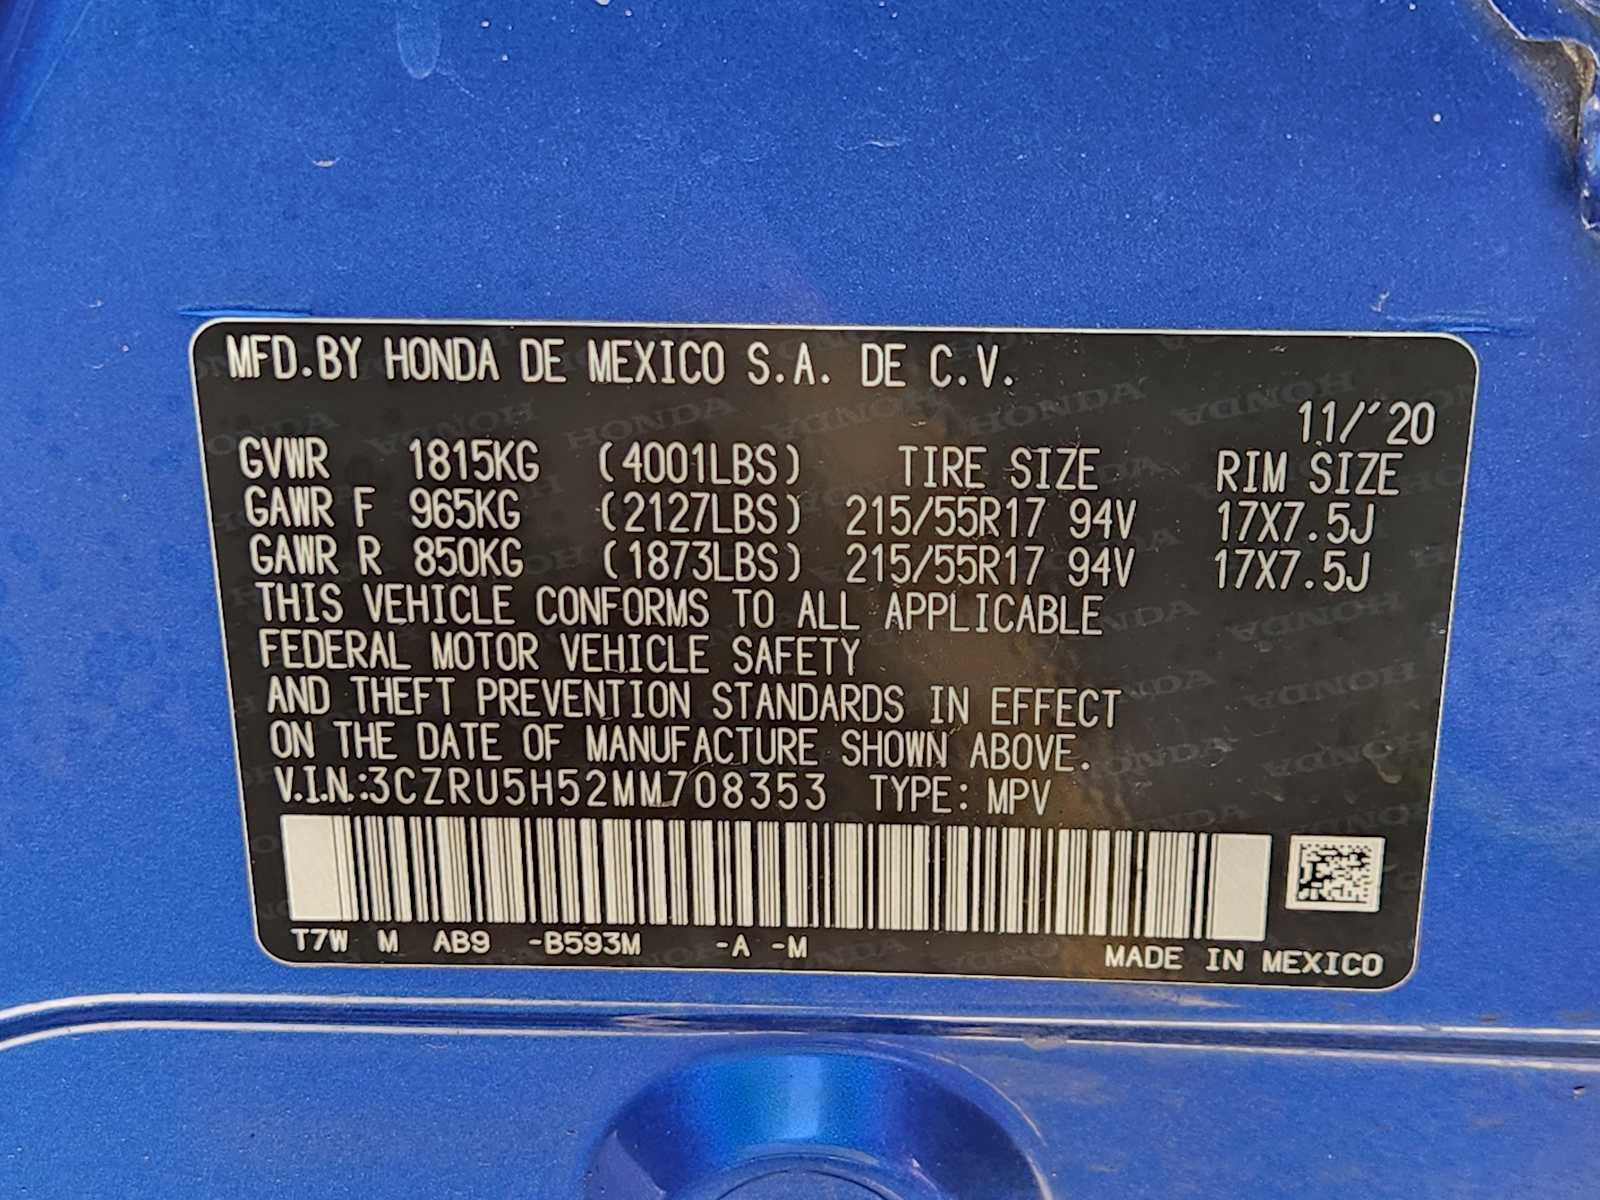 MFD.BY HONDA DE MEXICO S.A. DE C.V.
11/'20
GVWR 1815KG (4001LBS) TIRE SIZE RIM SIZE
GAWR F 965KG (2127LBS) 215/55R17 94V 17X7.5J
GAWR R 850KG (1873LBS) 215/55R17 94V 17X7.5J
THIS VEHICLE CONFORMS TO ALL APPLICABLE
FEDERAL MOTOR VEHICLE SAFETY
AND THEFT PREVENTION STANDARDS IN EFFECT
ON THE DATE OF MANUFACTURE SHOWN ABOVE.
V.I.N.:3CZRU5H52MM708353 TYPE: MPV
T7W M AB9 -B593M -A -M MADE IN MEXICO